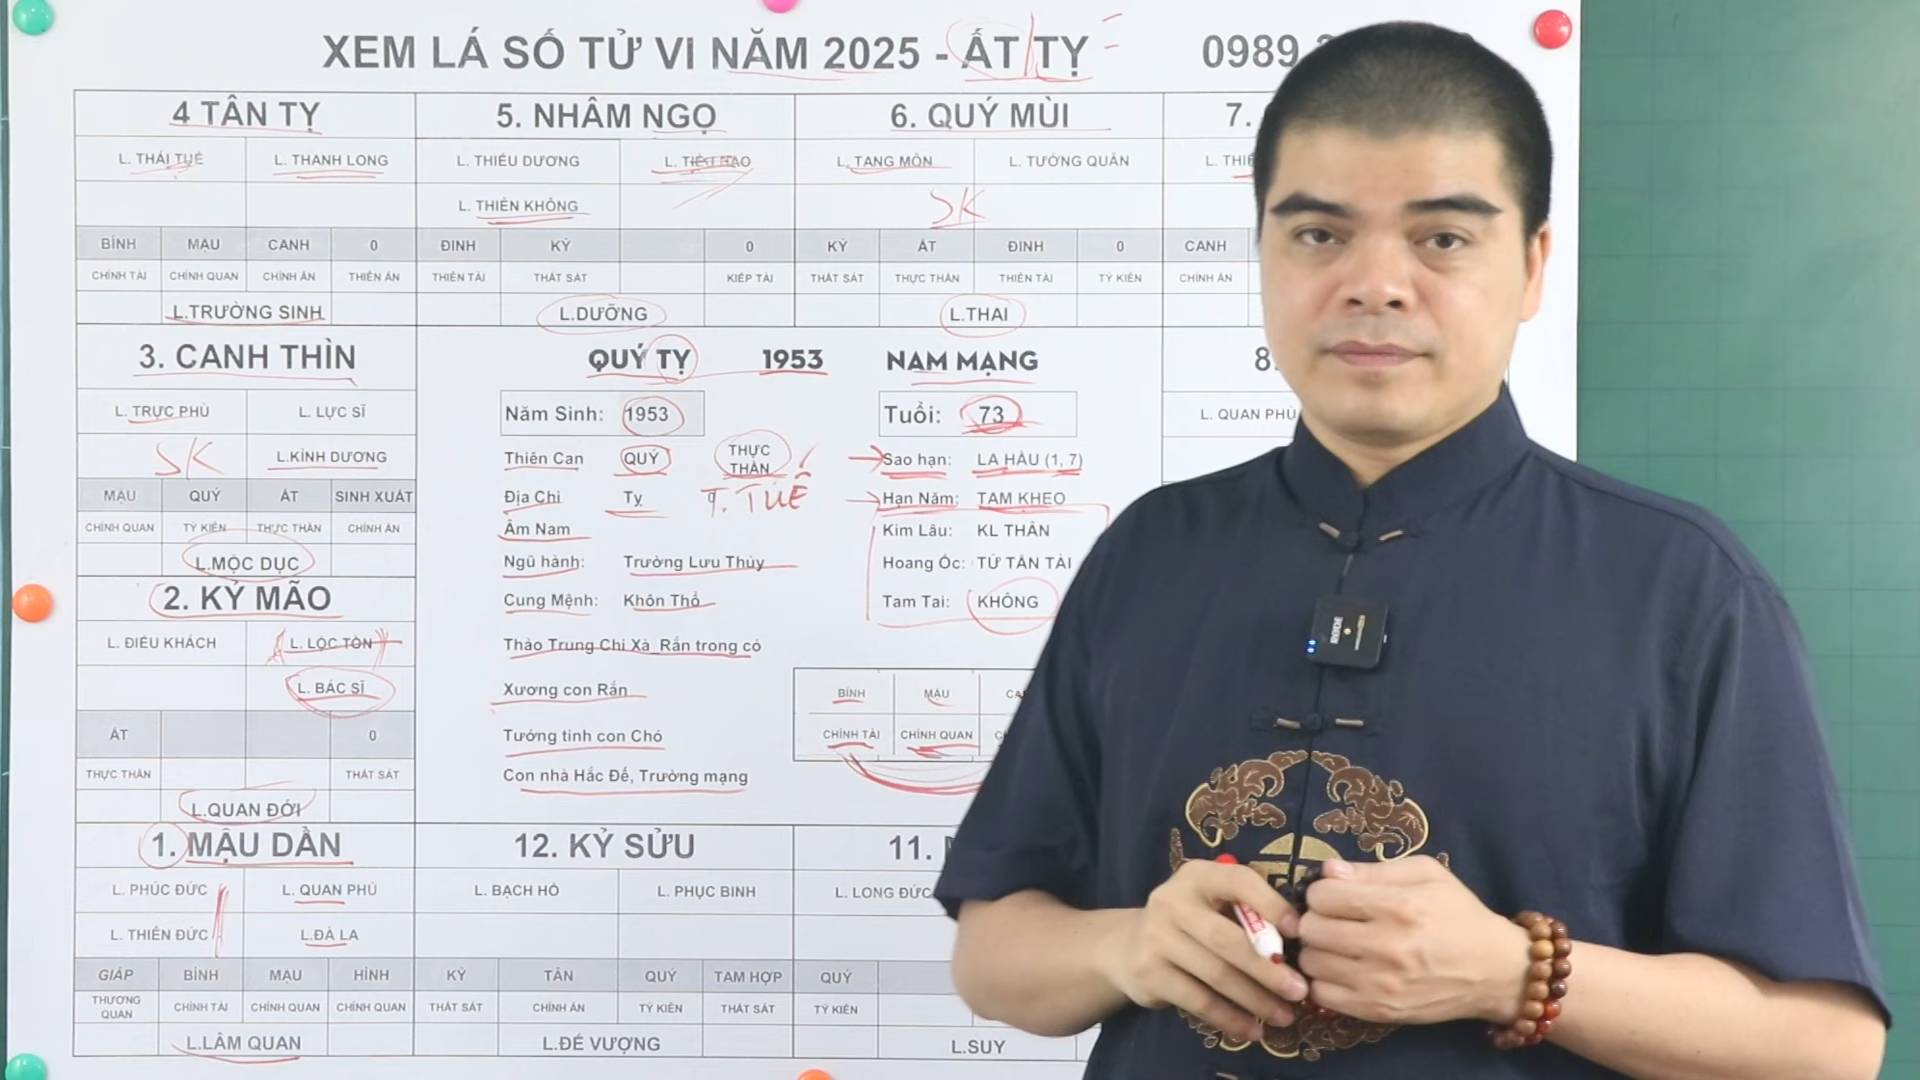 XEM LÁ SỐ TỬ VI NĂM 2025 - ẤT TỴ 0989
4 TÂN TỴ 5. NHÂM NGỌ 6. QUÝ MÙI 7.
L. THÁI TUẾ L. THANH LONG L. THIẾU DƯƠNG L. TIỂU HAO L. TANG MÔN L. TƯỚNG QUÂN
L. THIÊN KHÔNG SK
BÍNH MẬU CANH 0 ĐINH KỶ 0 KỶ ẤT ĐINH 0 CANH
CHÍNH TÀI CHÍNH QUAN CHÍNH ẤN THIÊN ẤN THIÊN TÀI THẤT SÁT KIẾP TÀI THẤT SÁT THỰC THẦN THIÊN TÀI TỶ KIÊN CHÍNH ẤN
L.TRƯỜNG SINH L.DƯỠNG L.THAI
3. CANH THÌN QUÝ TỴ 1953 NAM MẠNG 8.
L. TRỰC PHÙ L. LỰC SĨ Năm Sinh: 1953 Tuổi: 73 L. QUAN PHÙ
SK L.KÌNH DƯƠNG Thiên Can QUÝ THỰC THẦN Sao hạn: LA HẦU (1, 7)
MẬU QUÝ ẤT SINH XUẤT Địa Chi Tỵ T. TUẾ Hạn Năm: TAM KHEO
CHÍNH QUAN TỶ KIÊN THỰC THẦN CHÍNH ẤN Âm Nam Kim Lâu: KL THÂN
L.MỘC DỤC Ngũ hành: Trường Lưu Thủy Hoang Ốc: TỨ TẤN TÀI
2. KỶ MÃO Cung Mệnh: Khôn Thổ Tam Tai: KHÔNG
L. ĐIẾU KHÁCH L. LỘC TỒN Thảo Trung Chi Xà Rắn trong cỏ
L. BÁC SĨ Xương con Rắn BÍNH MẬU
ẤT 0 Tướng tinh con Chó CHÍNH TÀI CHÍNH QUAN
THỰC THẦN THẤT SÁT Con nhà Hắc Đế, Trường mạng
L.QUAN ĐỚI
1. MẬU DẦN 12. KỶ SỬU 11.
L. PHÚC ĐỨC L. QUAN PHỦ L. BẠCH HỔ L. PHỤC BINH L. LONG ĐỨC
L. THIÊN ĐỨC L.ĐÀ LA
GIÁP BÍNH MẬU HÌNH KỶ TÂN QUÝ TAM HỢP QUÝ
THƯƠNG QUAN CHÍNH TÀI CHÍNH QUAN CHÍNH QUAN THẤT SÁT CHÍNH ẤN TỶ KIÊN THẤT SÁT TỶ KIÊN
L.LÂM QUAN L.ĐẾ VƯỢNG L.SUY
RØDE